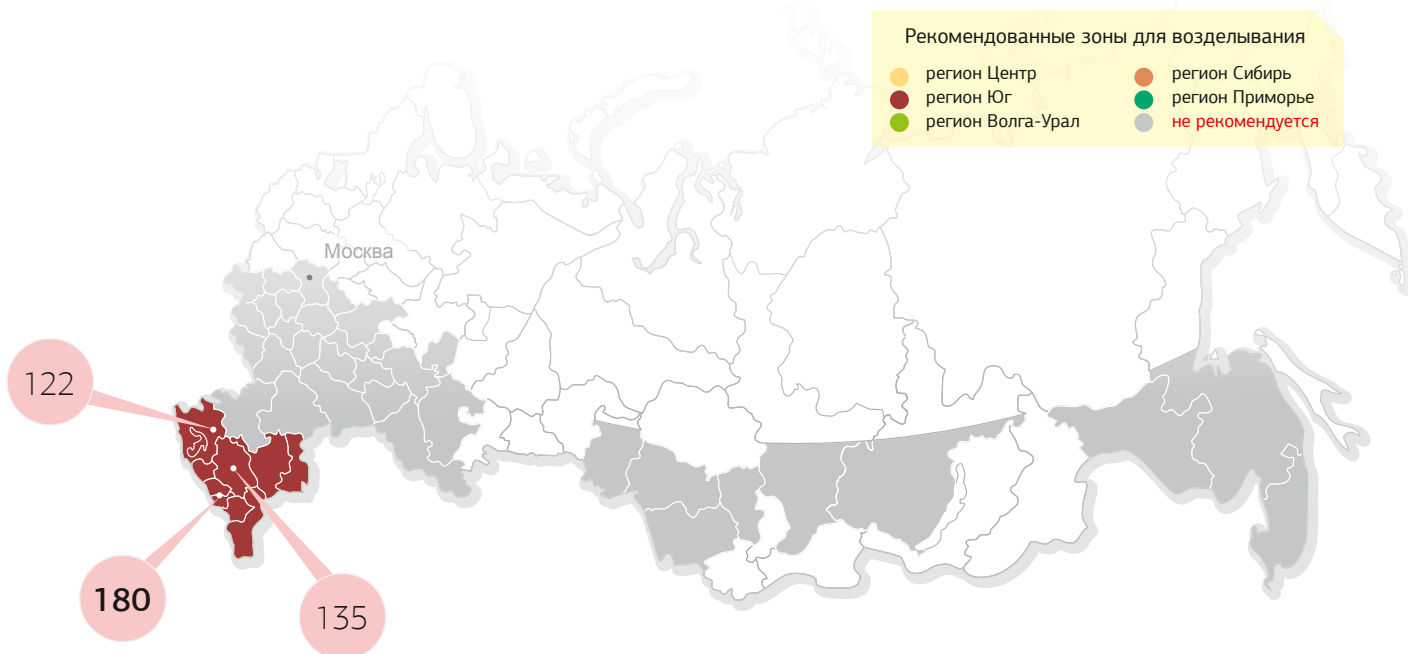 Рекомендованные зоны для возделывания
регион Центр
регион Юг
регион Волга-Урал
регион Сибирь
регион Приморье
не рекомендуется
Москва
122
180
135